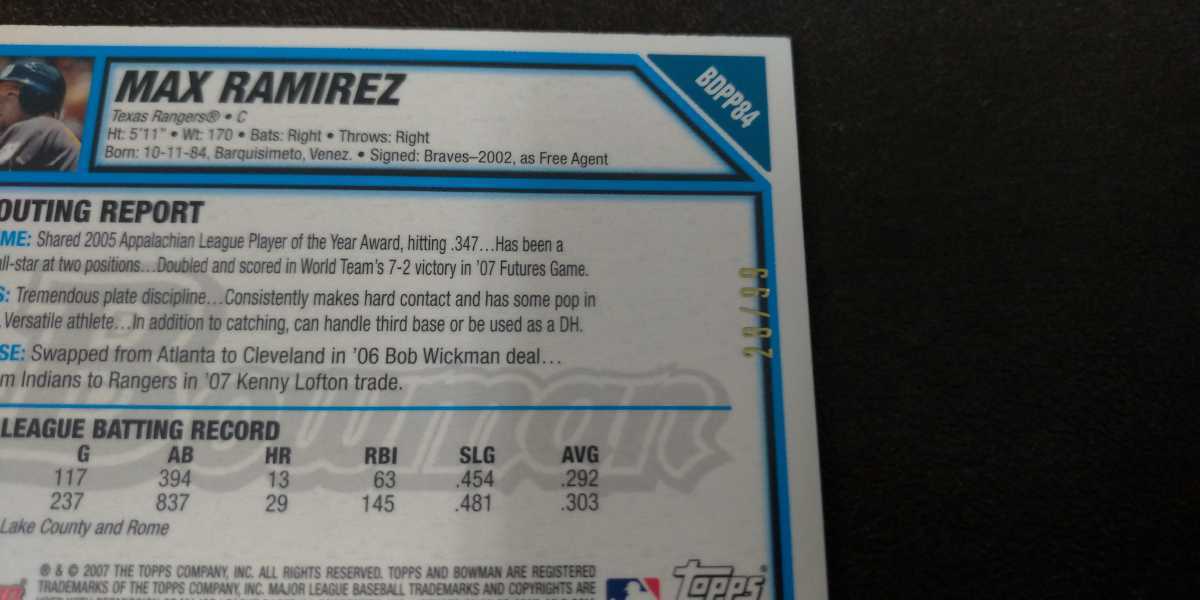 MAX RAMIREZ
BDPP84
Texas Rangers® • C
Ht: 5'11" • Wt: 170 • Bats: Right • Throws: Right
Born: 10-11-84, Barquisimeto, Venez. • Signed: Braves–2002, as Free Agent
OUTING REPORT
ME: Shared 2005 Appalachian League Player of the Year Award, hitting .347...Has been a
all-star at two positions...Doubled and scored in World Team's 7-2 victory in '07 Futures Game.
S: Tremendous plate discipline...Consistently makes hard contact and has some pop in
. Versatile athlete...In addition to catching, can handle third base or be used as a DH.
SE: Swapped from Atlanta to Cleveland in '06 Bob Wickman deal...
m Indians to Rangers in '07 Kenny Lofton trade.
/99
Bowman
LEAGUE BATTING RECORD
G AB HR RBI SLG AVG
117 394 13 63 .454 .292
237 837 29 145 .481 .303
Lake County and Rome
® & © 2007 THE TOPPS COMPANY, INC. ALL RIGHTS RESERVED. TOPPS AND BOWMAN ARE REGISTERED
TRADEMARKS OF THE TOPPS COMPANY, INC. MAJOR LEAGUE BASEBALL TRADEMARKS AND COPYRIGHTS ARE
topps®